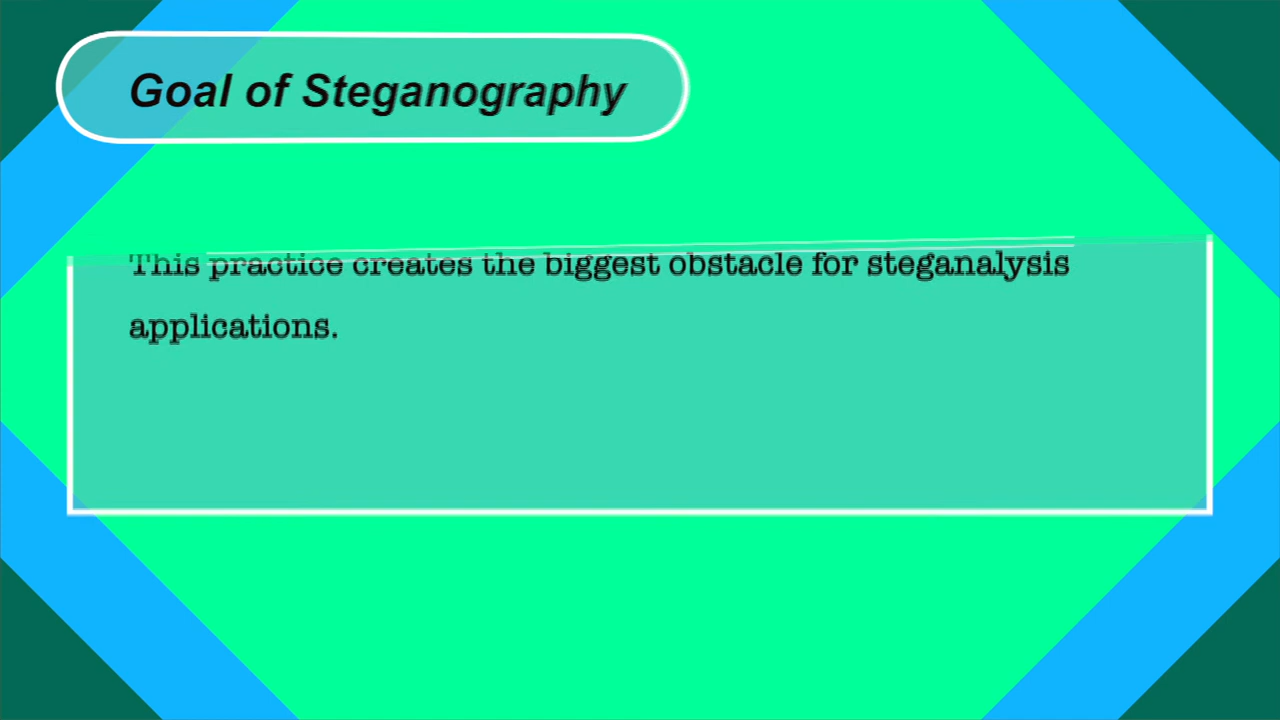 Goal of Steganography
This practice creates the biggest obstacle for steganalysis
applications.